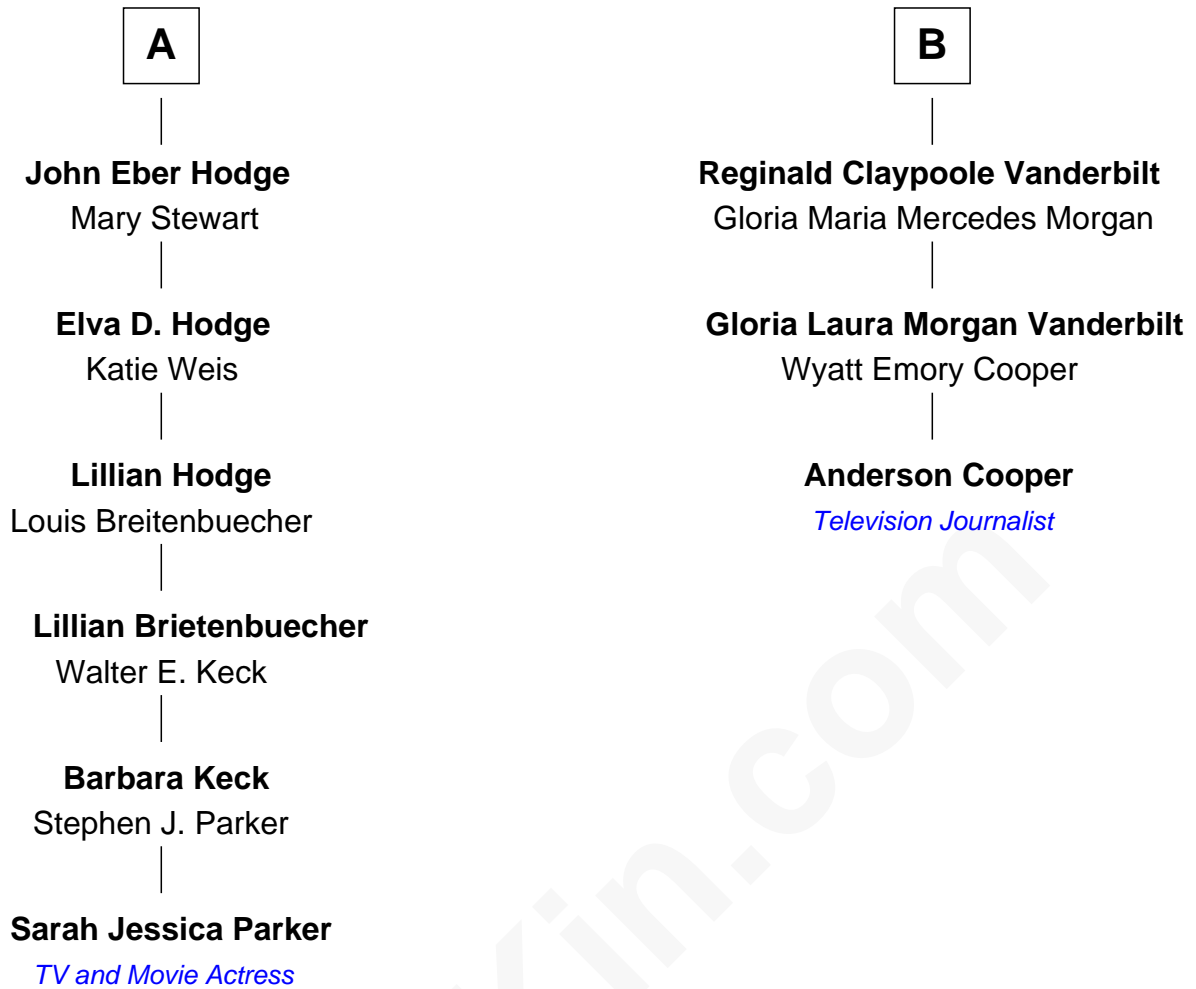 A
John Eber Hodge
Mary Stewart
Elva D. Hodge
Katie Weis
Lillian Hodge
Louis Breitenbuecher
Lillian Brietenbuecher
Walter E. Keck
Barbara Keck
Stephen J. Parker
Sarah Jessica Parker
TV and Movie Actress
B
Reginald Claypoole Vanderbilt
Gloria Maria Mercedes Morgan
Gloria Laura Morgan Vanderbilt
Wyatt Emory Cooper
Anderson Cooper
Television Journalist
Kin.com